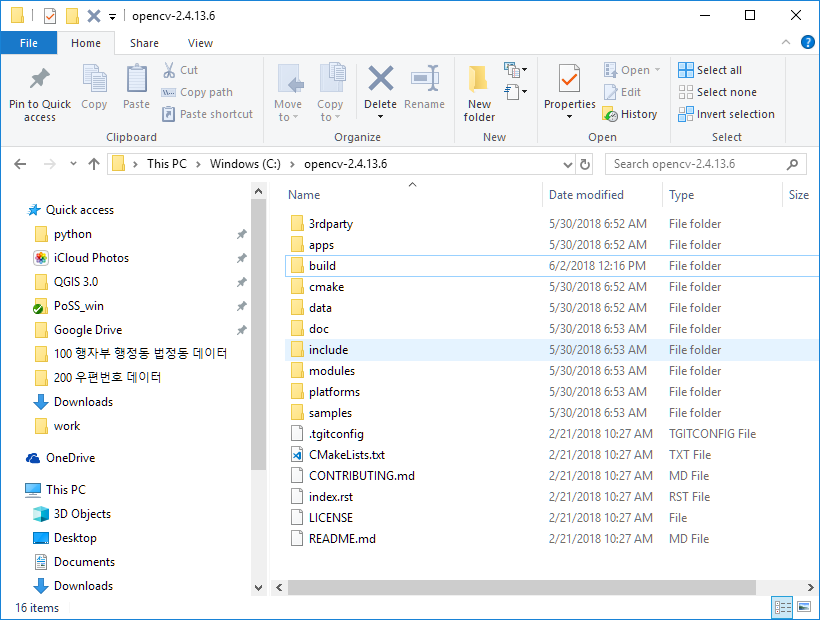 opencv-2.4.13.6
File Home Share View
Pin to Quick access
Copy
Paste
Cut
Copy path
Paste shortcut
Clipboard
Move to
Copy to
Delete
Rename
Organize
New folder
New
Properties
Open
Edit
History
Open
Select all
Select none
Invert selection
Select
This PC > Windows (C:) > opencv-2.4.13.6
Search opencv-2.4.13.6
Quick access
python
iCloud Photos
QGIS 3.0
PoSS_win
Google Drive
100 행자부 행정동 법정동 데이터
200 우편번호 데이터
Downloads
work
OneDrive
This PC
3D Objects
Desktop
Documents
Downloads
Name Date modified Type Size
3rdparty 5/30/2018 6:52 AM File folder
apps 5/30/2018 6:52 AM File folder
build 6/2/2018 12:16 PM File folder
cmake 5/30/2018 6:52 AM File folder
data 5/30/2018 6:52 AM File folder
doc 5/30/2018 6:53 AM File folder
include 5/30/2018 6:53 AM File folder
modules 5/30/2018 6:53 AM File folder
platforms 5/30/2018 6:53 AM File folder
samples 5/30/2018 6:53 AM File folder
.tgitconfig 2/21/2018 10:27 AM TGITCONFIG File
CMakeLists.txt 2/21/2018 10:27 AM TXT File
CONTRIBUTING.md 2/21/2018 10:27 AM MD File
index.rst 2/21/2018 10:27 AM RST File
LICENSE 2/21/2018 10:27 AM File
README.md 2/21/2018 10:27 AM MD File
16 items